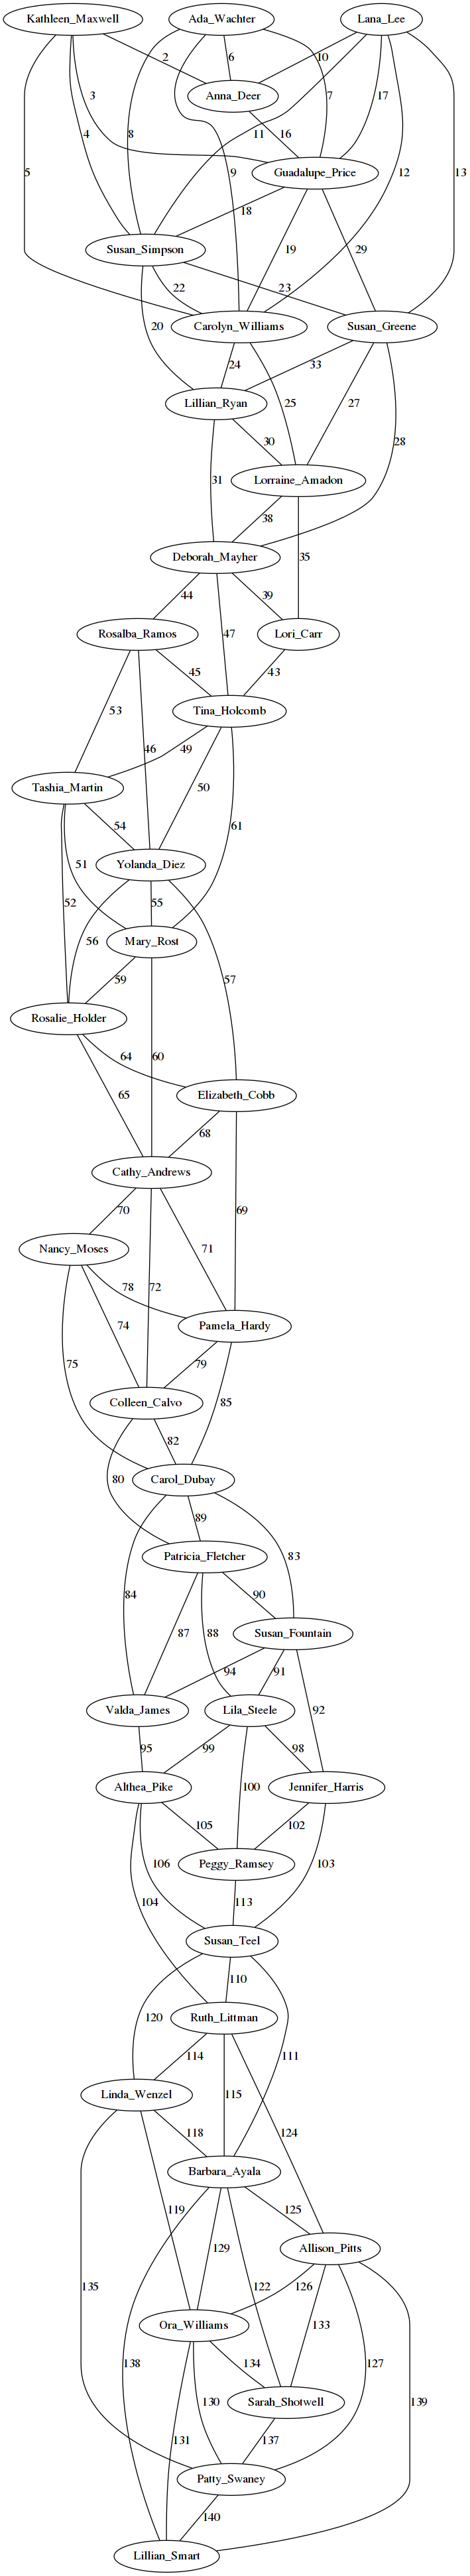 Kathleen_Maxwell Ada_Wachter Lana_Lee
2 6 10
3 Anna_Deer 7 17
4 8 11 16
5 9 Guadalupe_Price 12 13
18
Susan_Simpson 19 29
22 23
20 Carolyn_Williams Susan_Greene
24 33
Lillian_Ryan 25 27
30 28
31 Lorraine_Amadon
38
Deborah_Mayher 35
44 39
Rosalba_Ramos 47 Lori_Carr
45 43
53 Tina_Holcomb
46 49
Tashia_Martin 50
54 61
51 Yolanda_Diez
52 55
56 Mary_Rost
59 57
Rosalie_Holder
64 60
65 Elizabeth_Cobb
68
Cathy_Andrews
70 69
Nancy_Moses 71
78 72
74 Pamela_Hardy
75 79
Colleen_Calvo 85
82
80 Carol_Dubay
89
Patricia_Fletcher 83
84 90
87 88 Susan_Fountain
94 91
Valda_James Lila_Steele 92
95 99 98
Althea_Pike 100 Jennifer_Harris
105 102
106 Peggy_Ramsey 103
104 113
Susan_Teel
110
120 Ruth_Littman
114 111
Linda_Wenzel 115
118 124
Barbara_Ayala
119 125
129 Allison_Pitts
135 122 126
Ora_Williams 133
138 134 127
130 Sarah_Shotwell 139
131 137
Patty_Swaney
140
Lillian_Smart